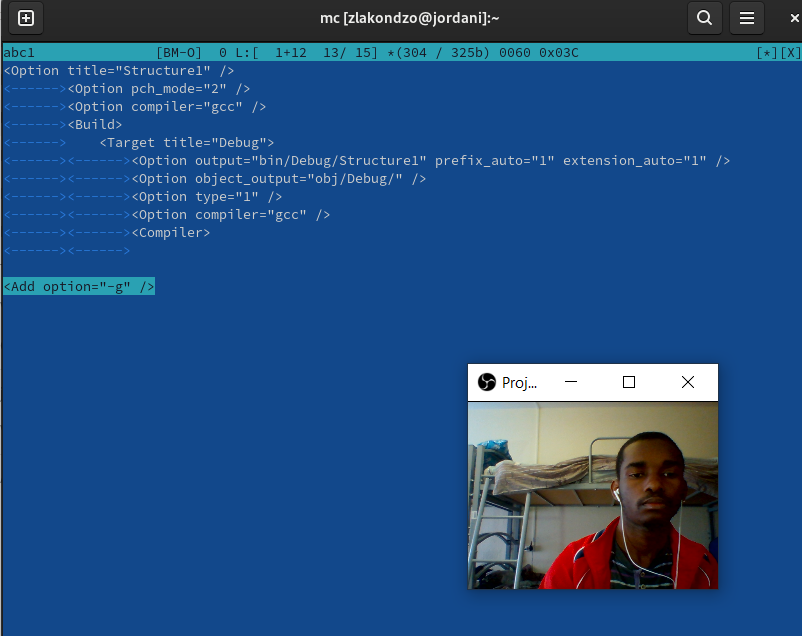 mc [zlakondzo@jordani]:~
abc1 [BM-O] 0 L:[ 1+12 13/ 15] *(304 / 325b) 0060 0x03C [*][X]
<Option title="Structure1" />
<------><Option pch_mode="2" />
<------><Option compiler="gcc" />
<------><Build>
<------>    <Target title="Debug">
<------><------><Option output="bin/Debug/Structure1" prefix_auto="1" extension_auto="1" />
<------><------><Option object_output="obj/Debug/" />
<------><------><Option type="1" />
<------><------><Option compiler="gcc" />
<------><------><Compiler>
<------><------>
<Add option="-g" />
Proj...